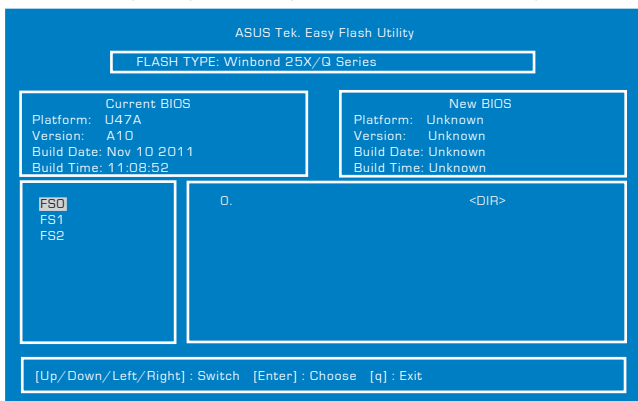 ASUS Tek. Easy Flash Utility
FLASH TYPE: Winbond 25X/Q Series
Current BIOS
Platform: U47A
Version: A10
Build Date: Nov 10 2011
Build Time: 11:08:52
New BIOS
Platform: Unknown
Version: Unknown
Build Date: Unknown
Build Time: Unknown
FS0
FS1
FS2
0. <DIR>
[Up/Down/Left/Right] : Switch [Enter] : Choose [q] : Exit